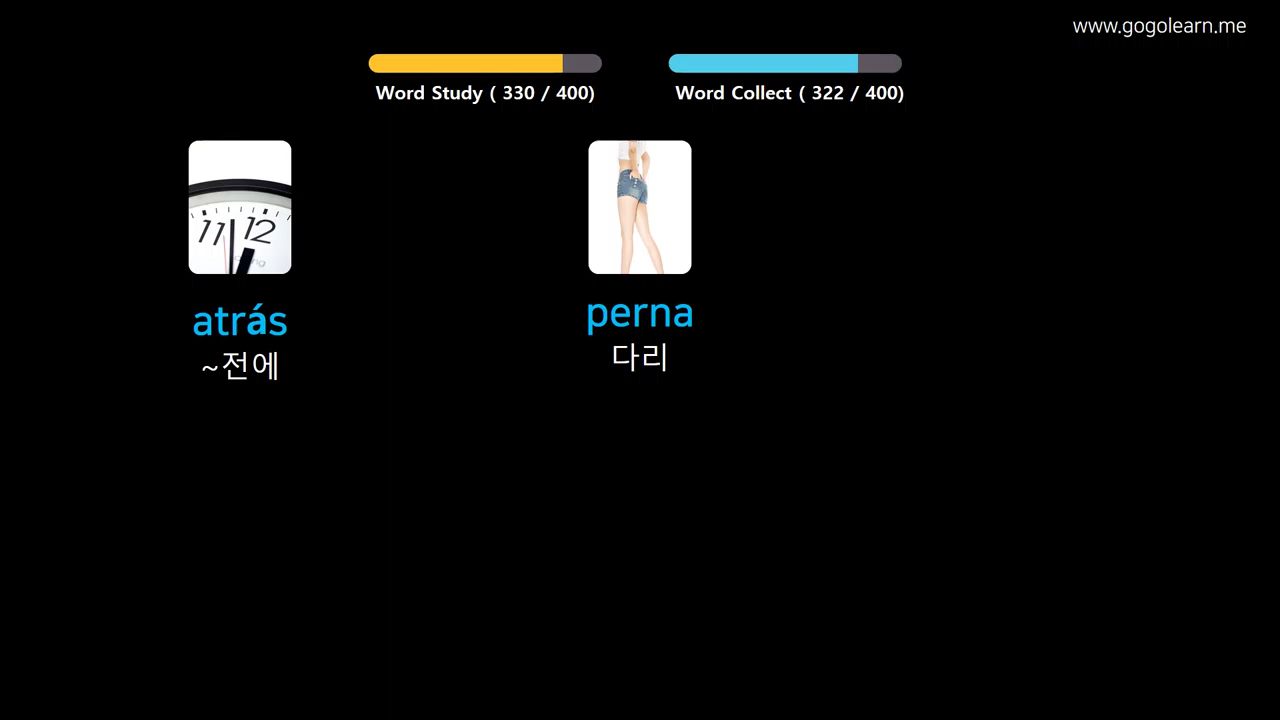 www.gogolearn.me
Word Study ( 330 / 400)
Word Collect ( 322 / 400)
11 12
atrás
~전에
perna
다리